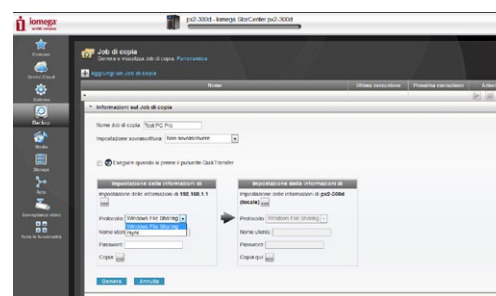 iomega
px2-300d - Iomega StorCenter px2-300d
Job di copia
Genera e visualizza Job di copia. Panoramica
Aggiungi un Job di copia
Nome
Ultima esecuzione
Prossima esecuzione
Backup
Media
Storage
Informazioni sul Job di copia
Nome Job di copia: Test PC Pro
Impostazione sovrascrittura: Non sovrascrivere
Eseguire quando si preme il pulsante QuikTransfer
Impostazione delle informazioni di
Impostazione delle informazioni di 192.168.1.1
Protocollo: Windows File Sharing
Windows File Sharing
rsync
Nome utente
Password:
Copia:
Impostazione delle informazioni di
Impostazione delle informazioni di px2-300d (locale)
Protocollo: Windows File Sharing
Nome utente:
Password:
Copia qui:
Genera
Annulla